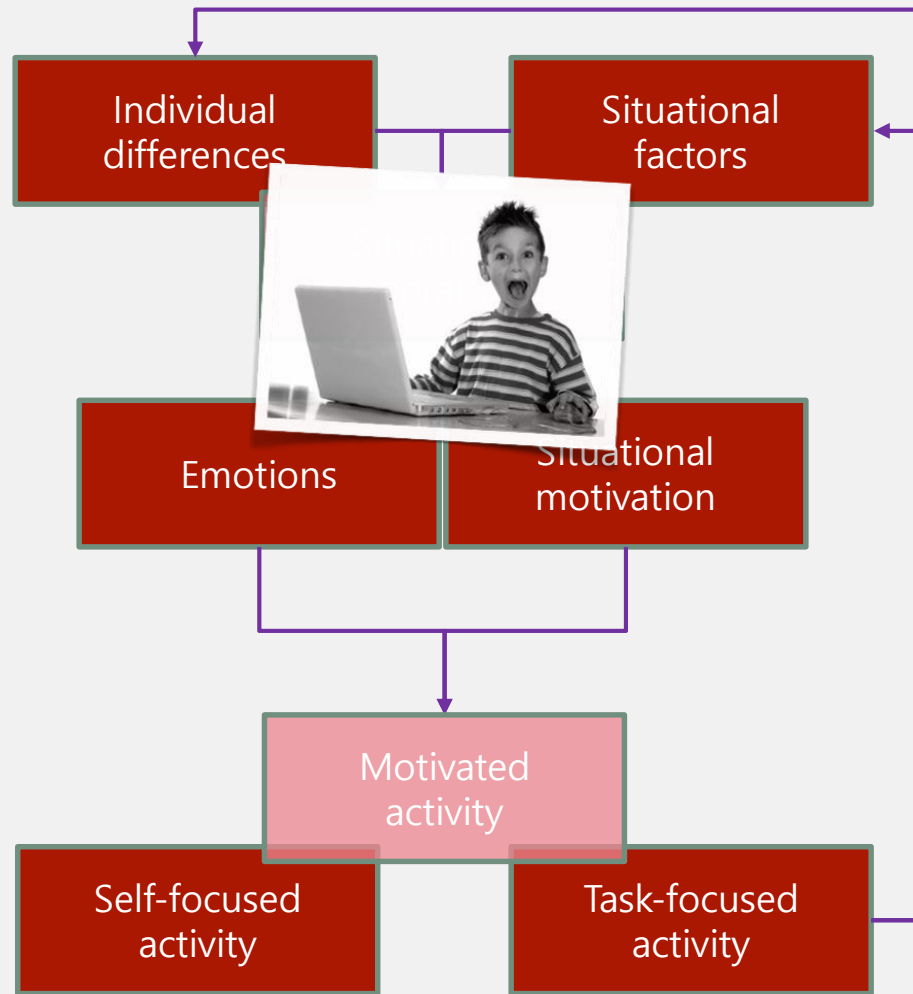 Individual
differences
Situational
factors
Emotions
Situational
motivation
Motivated
activity
Self-focused
activity
Task-focused
activity